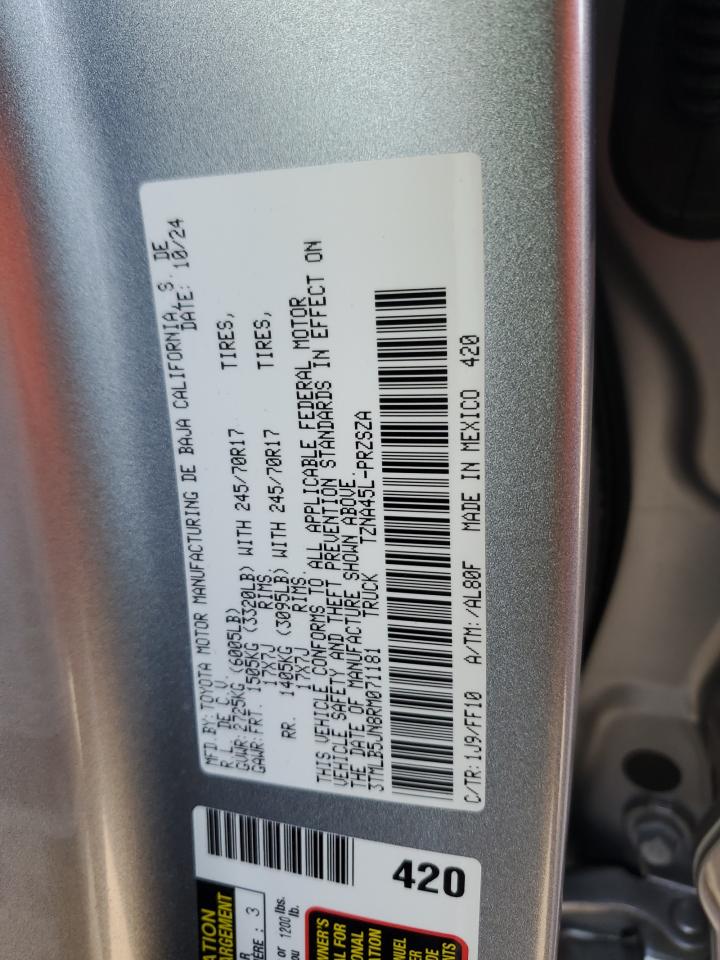 MFD. BY: TOYOTA MOTOR MANUFACTURING DE BAJA CALIFORNIA, S. DE
R.L. DE C.V. DATE: 10/24
GVWR: 2725KG (6005LB)
GAWR: FRT. 1505KG (3320LB) WITH 245/70R17 TIRES,
17X7J RIMS,
RR. 1405KG (3095LB) WITH 245/70R17 TIRES,
17X7J RIMS,
THIS VEHICLE CONFORMS TO ALL APPLICABLE FEDERAL MOTOR
VEHICLE SAFETY AND THEFT PREVENTION STANDARDS IN EFFECT ON
THE DATE OF MANUFACTURE SHOWN ABOVE.
3TMLB5JN8RM071181 TRUCK TZNA45L-PRZSZA
C/TR: 1J9/FF10 A/TM: /AL80F MADE IN MEXICO 420
420